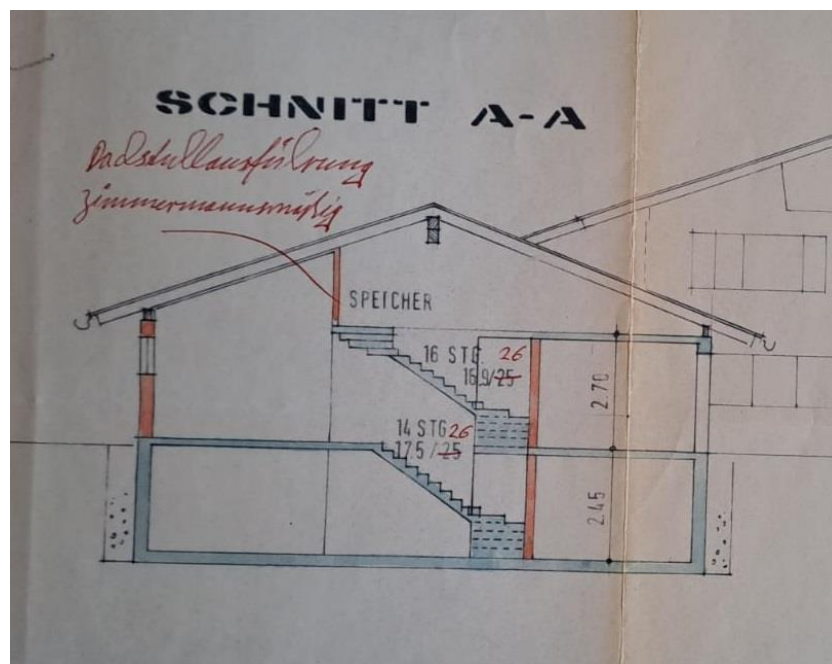 SCHNITT A-A
Dachstuhlausführung
zimmermannsmäßig
SPEICHER
16 STG. 26
16.9/25
2.70
14 STG 26
17.5/25
2.45